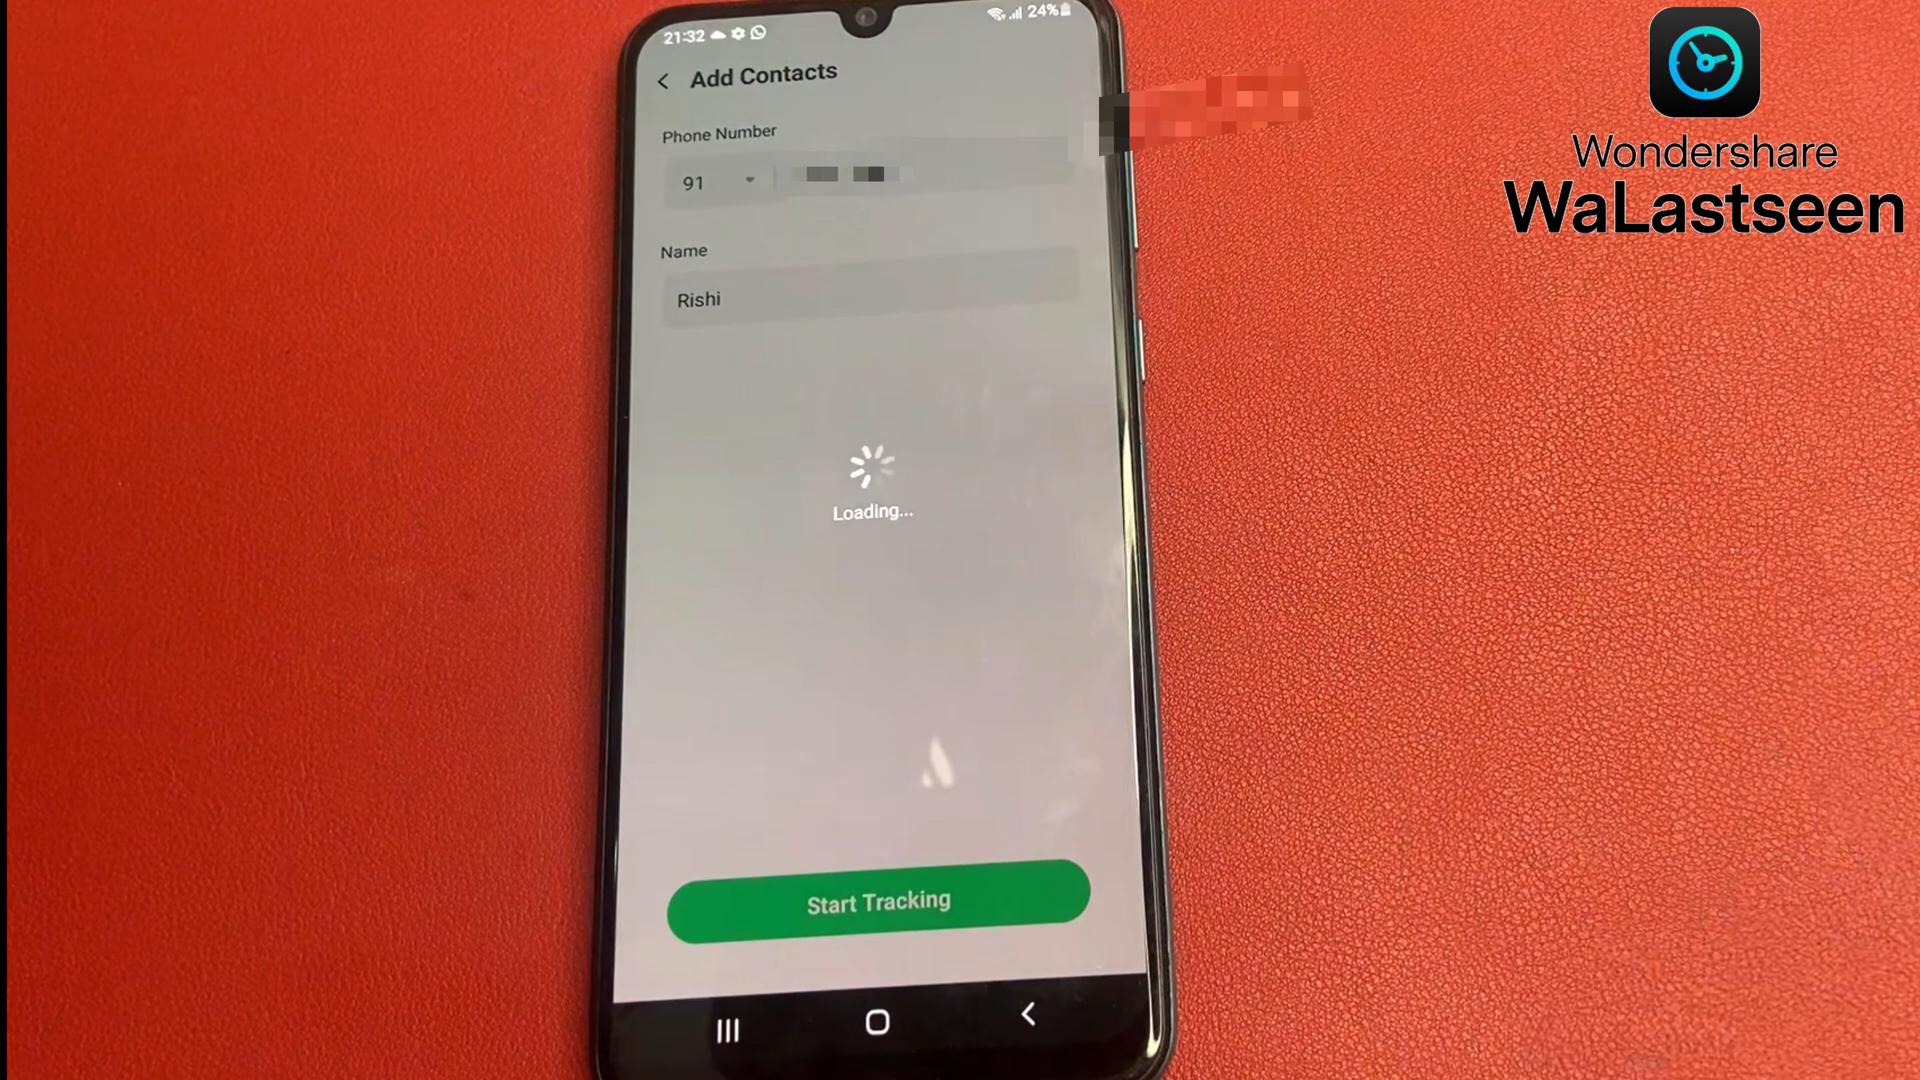 21:32
24%
Add Contacts
Phone Number
91
Name
Rishi
Loading...
Start Tracking
Wondershare
WaLastseen